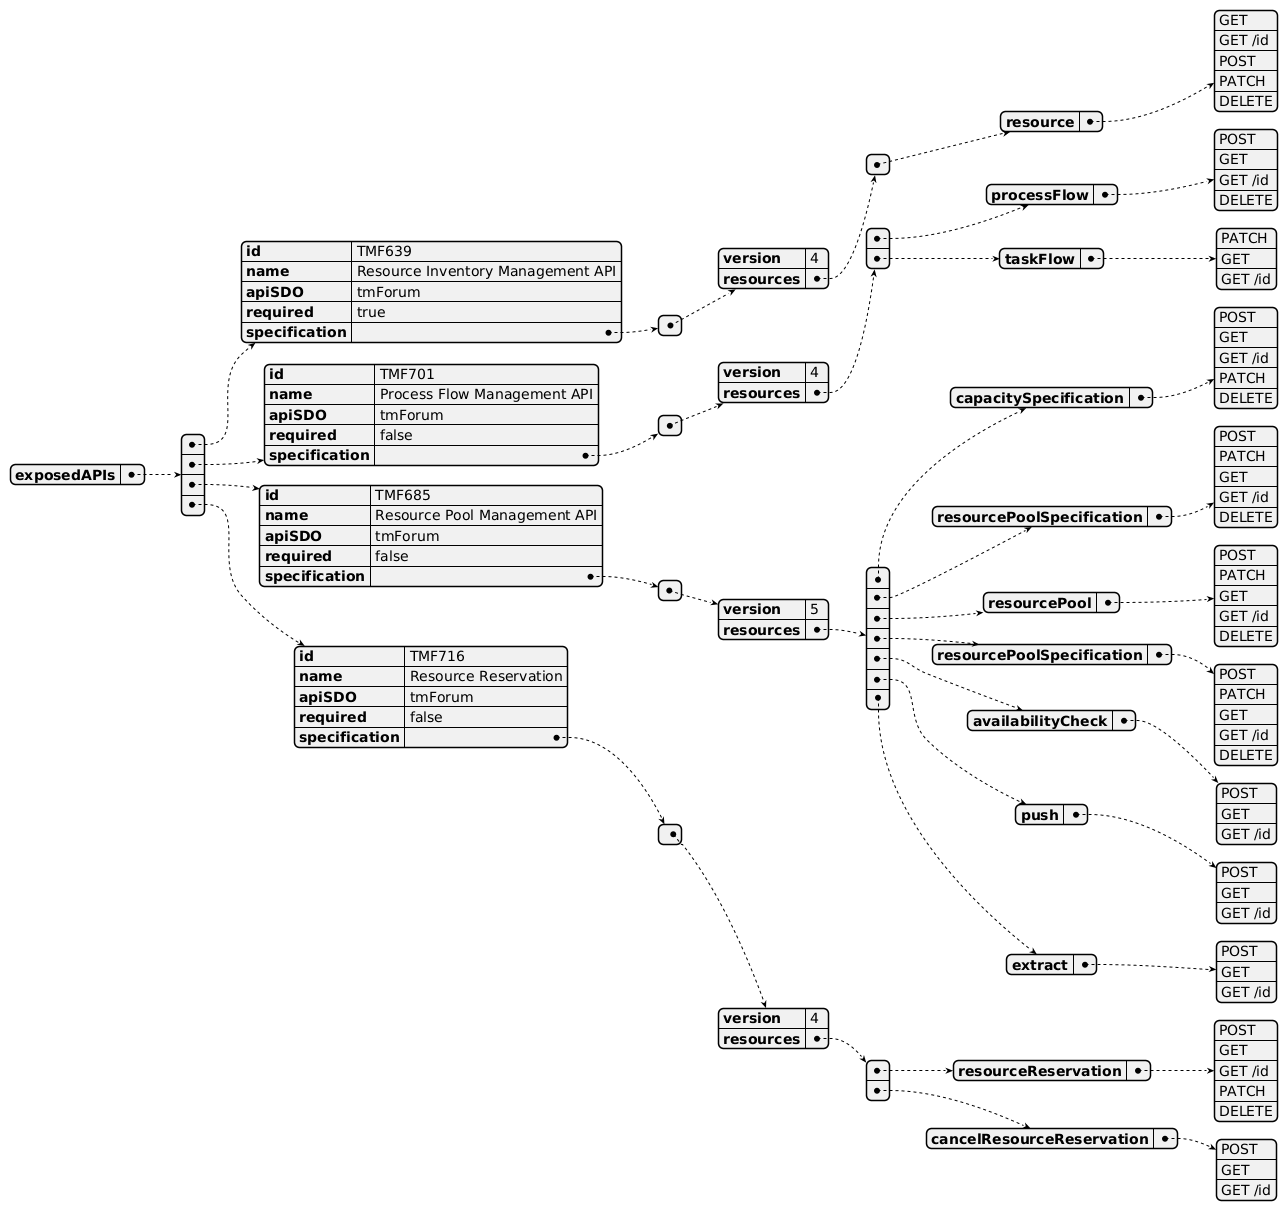 exposedAPIs
id TMF639
name Resource Inventory Management API
apiSDO tmForum
required true
specification
version 4
resources
resource
GET
GET /id
POST
PATCH
DELETE
id TMF701
name Process Flow Management API
apiSDO tmForum
required false
specification
version 4
resources
processFlow
POST
GET
GET /id
DELETE
taskFlow
PATCH
GET
GET /id
id TMF685
name Resource Pool Management API
apiSDO tmForum
required false
specification
version 5
resources
capacitySpecification
POST
GET
GET /id
PATCH
DELETE
resourcePoolSpecification
POST
PATCH
GET
GET /id
DELETE
resourcePool
POST
PATCH
GET
GET /id
DELETE
resourcePoolSpecification
POST
PATCH
GET
GET /id
DELETE
availabilityCheck
POST
GET
GET /id
push
POST
GET
GET /id
extract
POST
GET
GET /id
id TMF716
name Resource Reservation
apiSDO tmForum
required false
specification
version 4
resources
resourceReservation
POST
GET
GET /id
PATCH
DELETE
cancelResourceReservation
POST
GET
GET /id